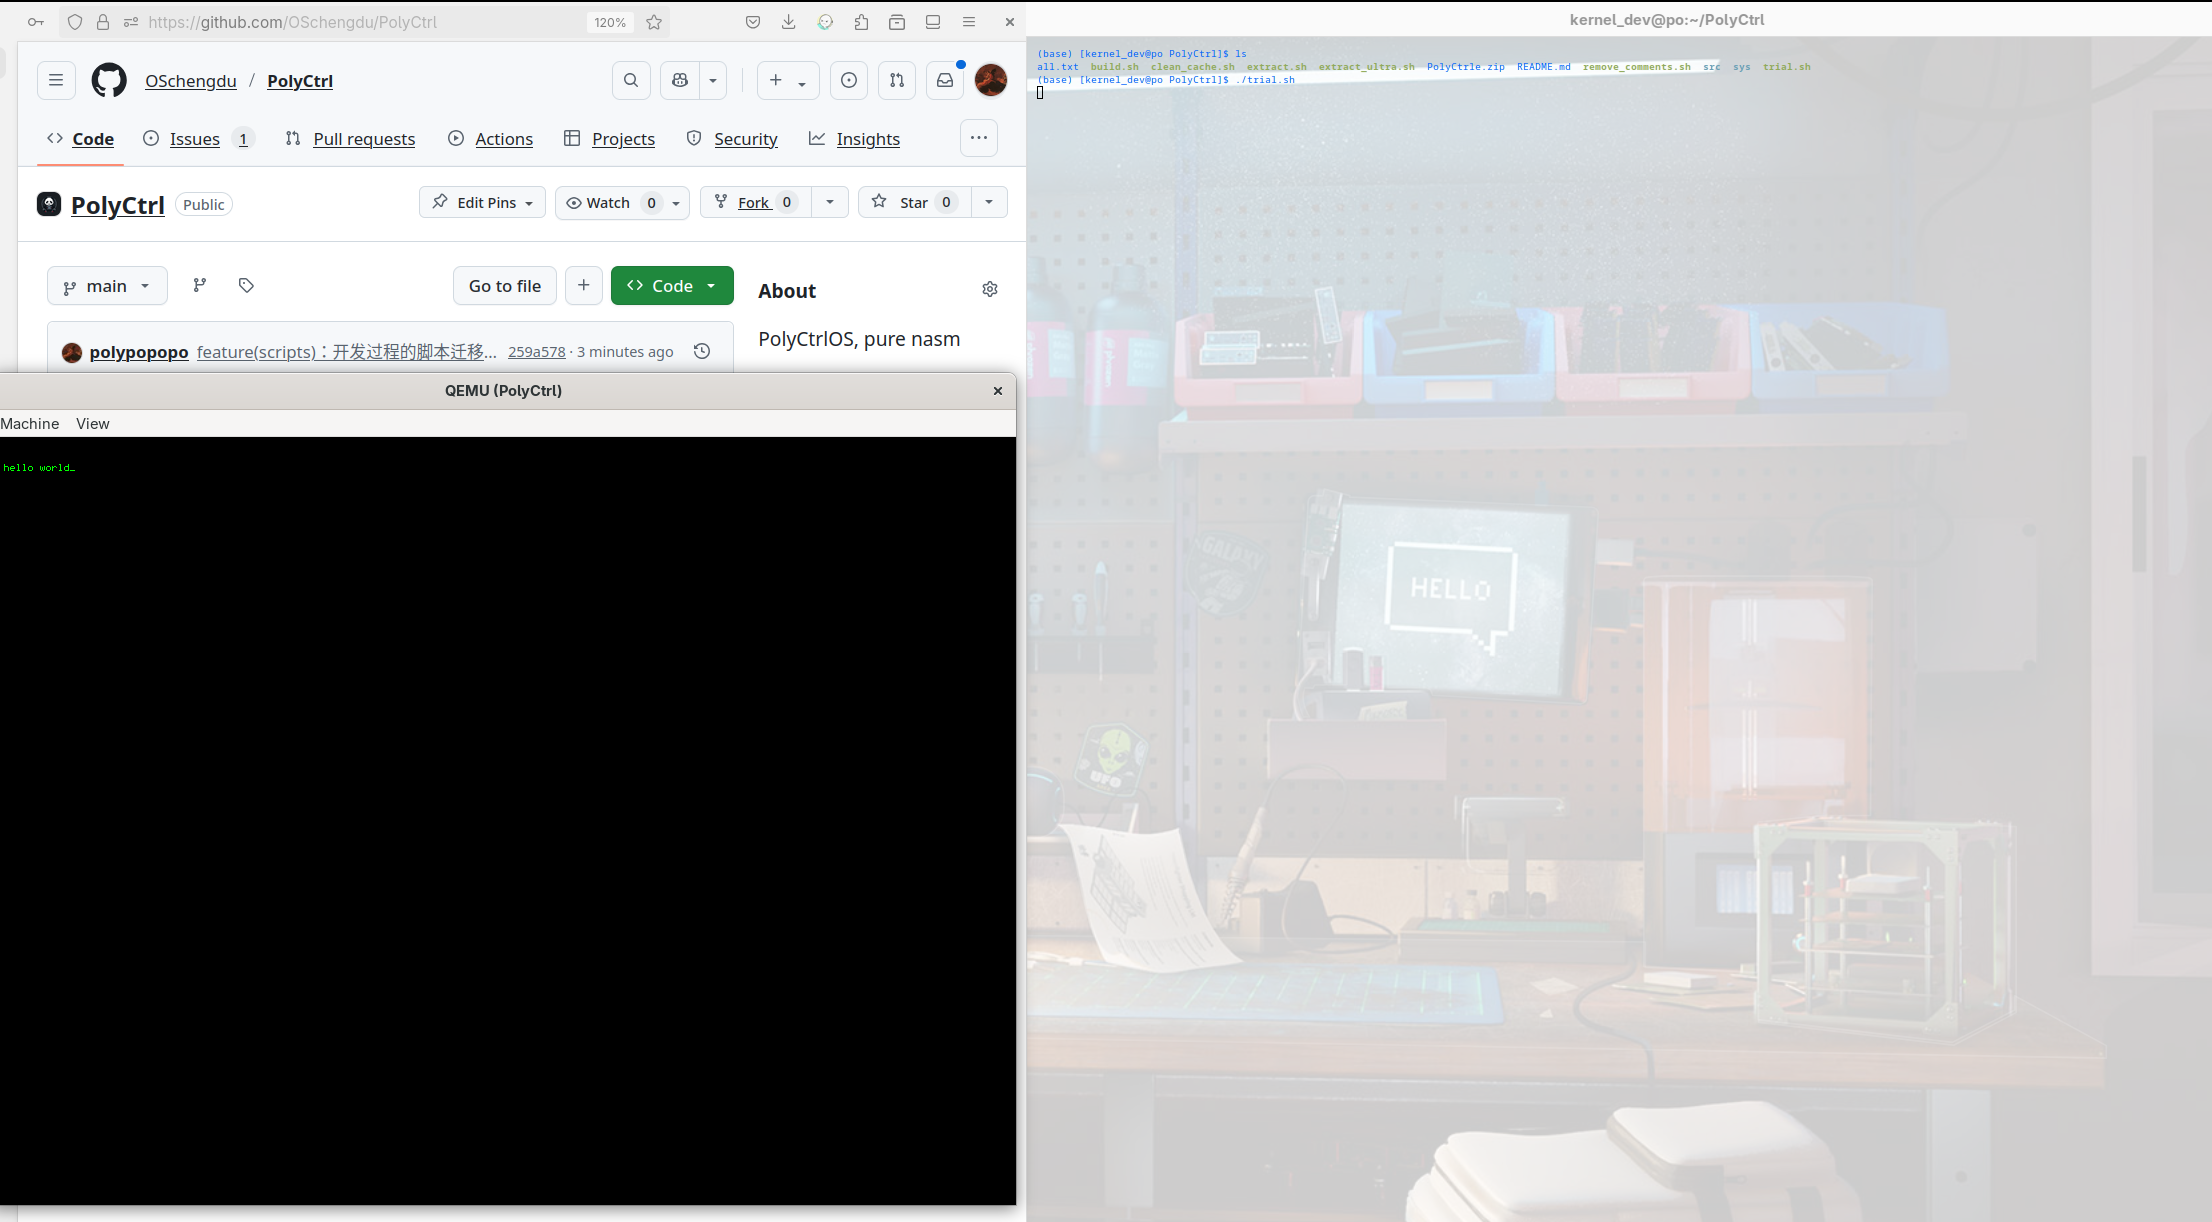 https://github.com/OSchengdu/PolyCtrl
120%
OSchengdu / PolyCtrl
Code
Issues 1
Pull requests
Actions
Projects
Security
Insights
PolyCtrl Public
Edit Pins
Watch 0
Fork 0
Star 0
main
Go to file
Code
About
polypopopo feature(scripts)：开发过程的脚本迁移... 259a578 · 3 minutes ago
PolyCtrlOS, pure nasm
QEMU (PolyCtrl)
Machine View
hello world_
kernel_dev@po:~/PolyCtrl
(base) [kernel_dev@po PolyCtrl]$ ls
all.txt build.sh clean_cache.sh extract.sh extract_ultra.sh PolyCtrle.zip README.md remove_comments.sh src sys trial.sh
(base) [kernel_dev@po PolyCtrl]$ ./trial.sh
GALAXY
HELLO
UFO